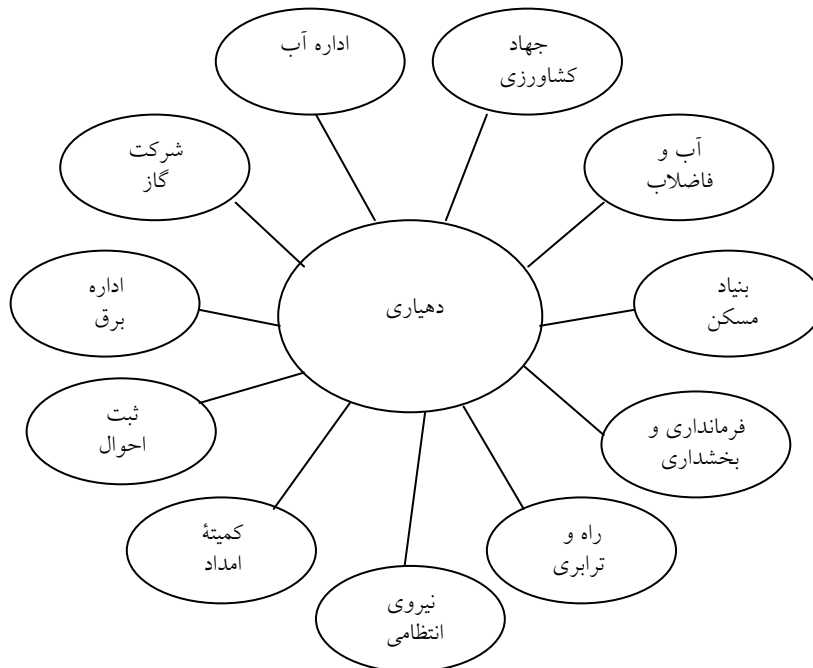 اداره آب
جهاد
کشاورزی
شرکت
گاز
آب و
فاضلاب
اداره
برق
دهیاری
بنیاد
مسکن
ثبت
احوال
فرمانداری و
بخشداری
کمیتهٔ
امداد
راه و
ترابری
نیروی
انتظامی